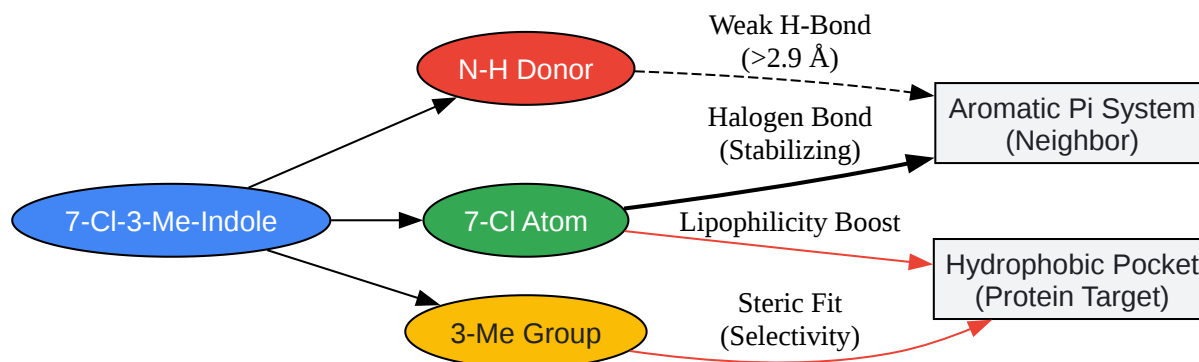 Weak H-Bond
(>2.9 Å)
N-H Donor
Aromatic Pi System
(Neighbor)
Halogen Bond
(Stabilizing)
7-Cl-3-Me-Indole
7-Cl Atom
Lipophilicity Boost
Hydrophobic Pocket
(Protein Target)
Steric Fit
(Selectivity)
3-Me Group